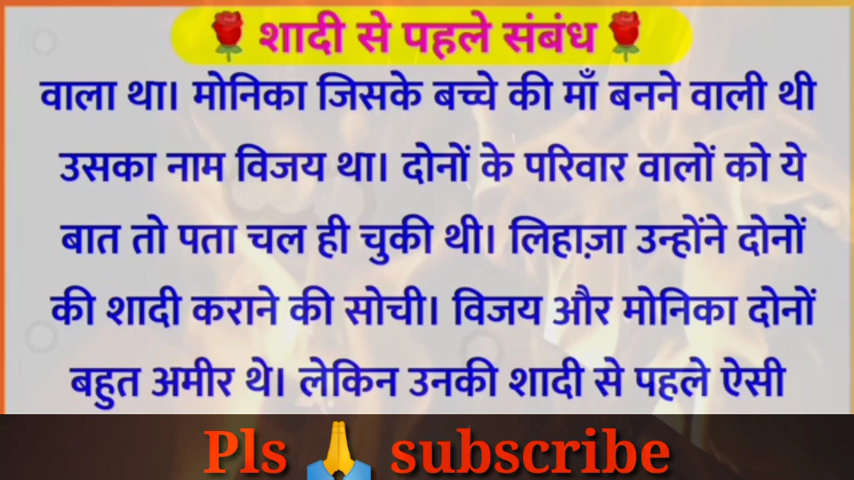 🌹शादी से पहले संबंध🌹
वाला था। मोनिका जिसके बच्चे की माँ बनने वाली थी
उसका नाम विजय था। दोनों के परिवार वालों को ये
बात तो पता चल ही चुकी थी। लिहाज़ा उन्होंने दोनों
की शादी कराने की सोची। विजय और मोनिका दोनों
बहुत अमीर थे। लेकिन उनकी शादी से पहले ऐसी
Pls 🙏 subscribe